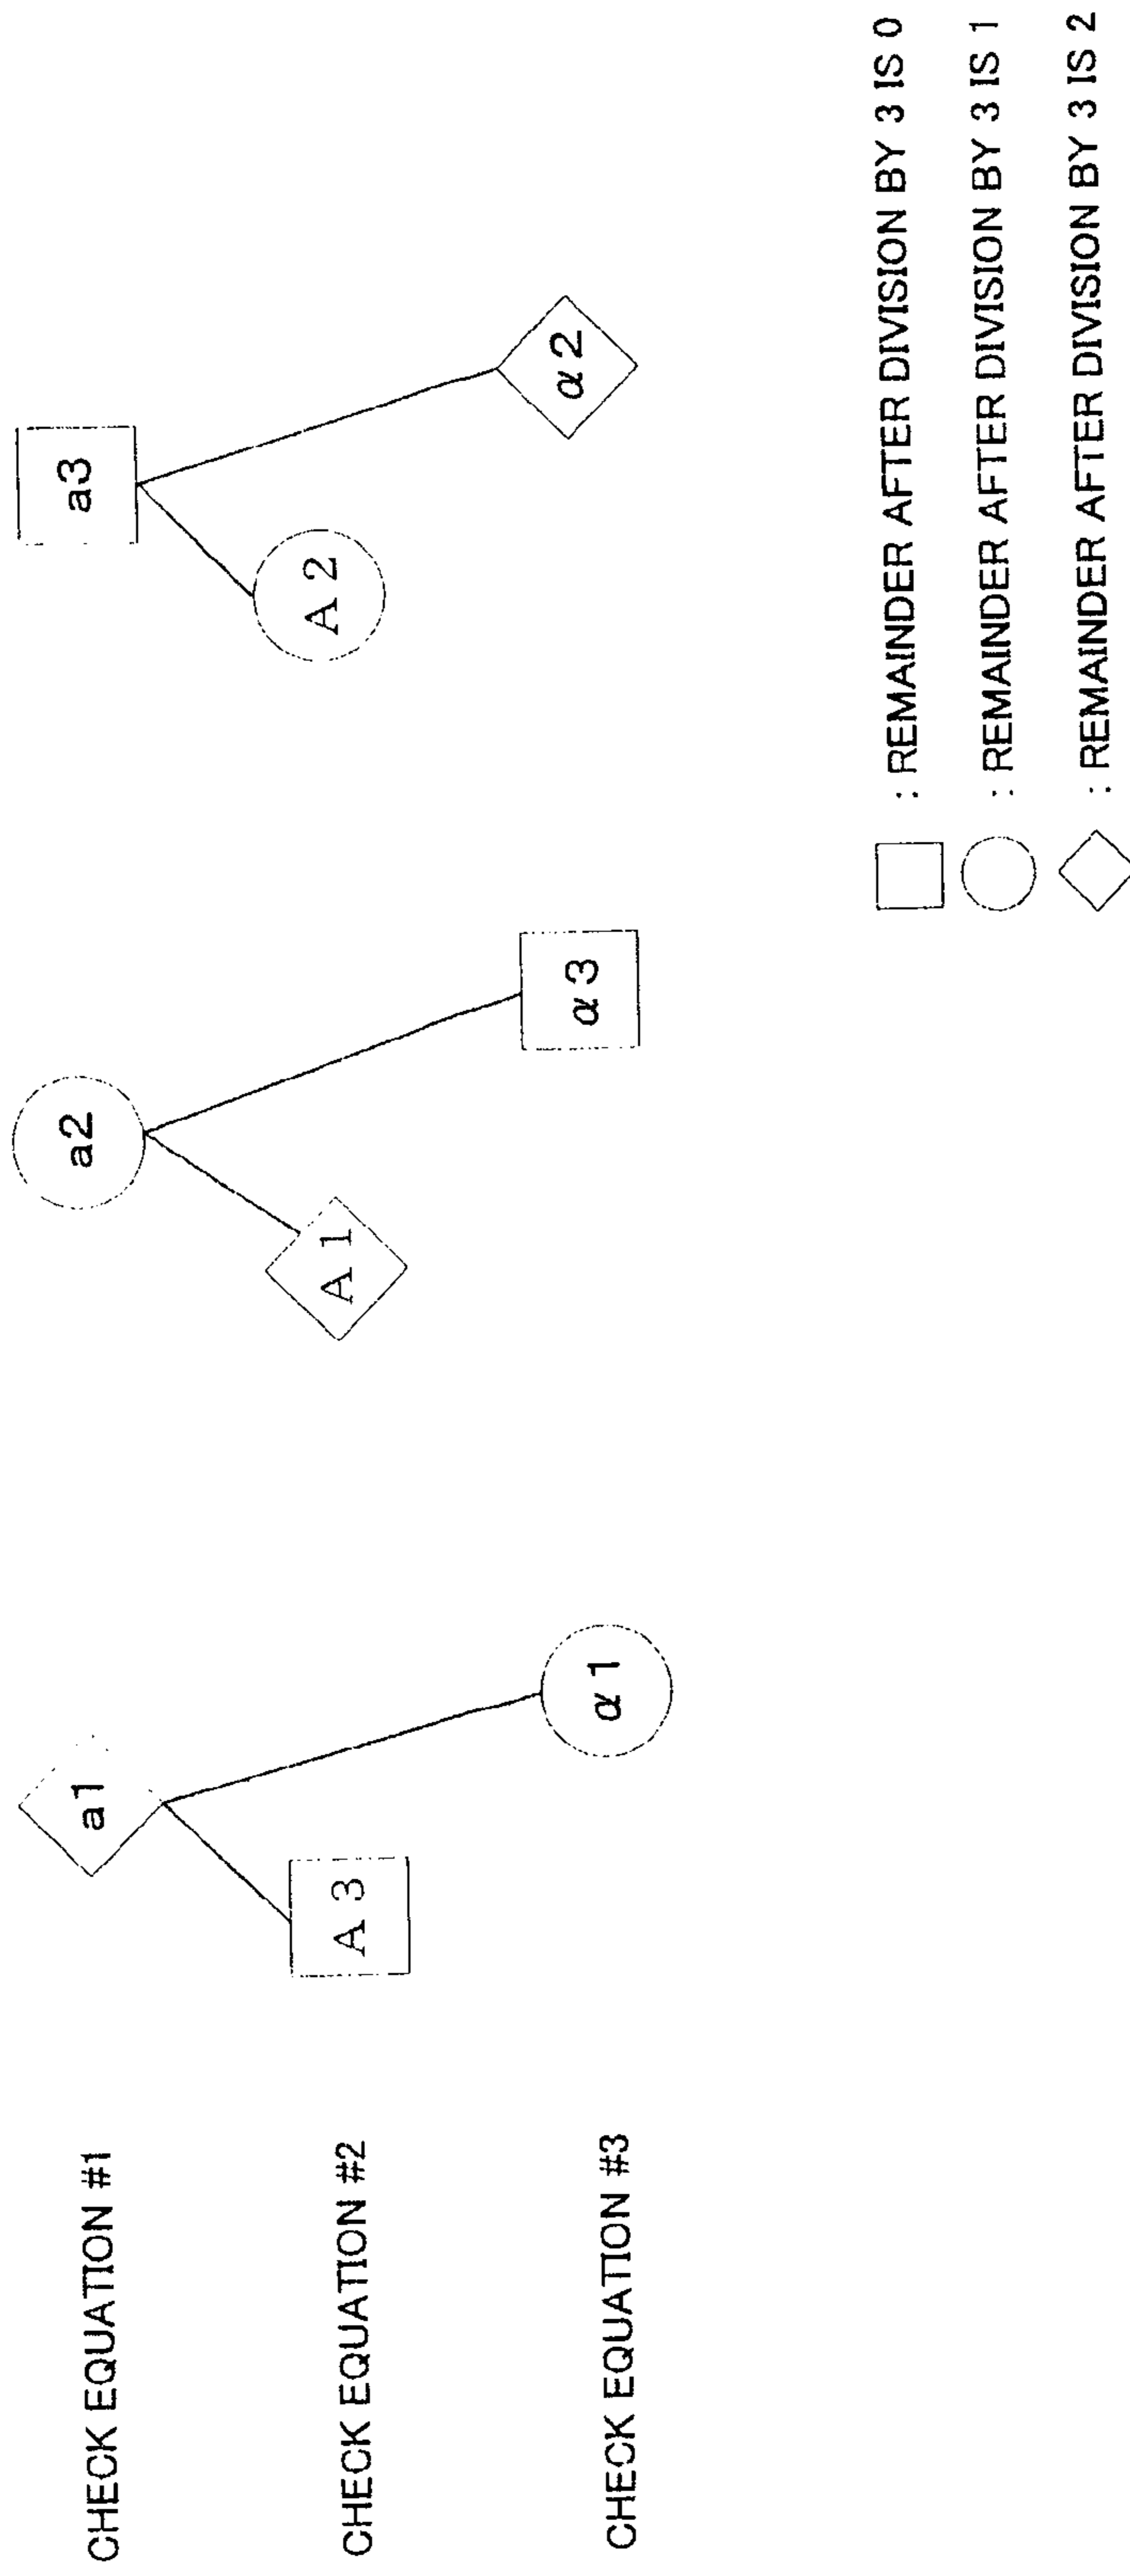 CHECK EQUATION #1
a1
a2
a3
CHECK EQUATION #2
A 3
A 1
A 2
CHECK EQUATION #3
α 1
α 3
α 2
: REMAINDER AFTER DIVISION BY 3 IS 0
: REMAINDER AFTER DIVISION BY 3 IS 1
: REMAINDER AFTER DIVISION BY 3 IS 2